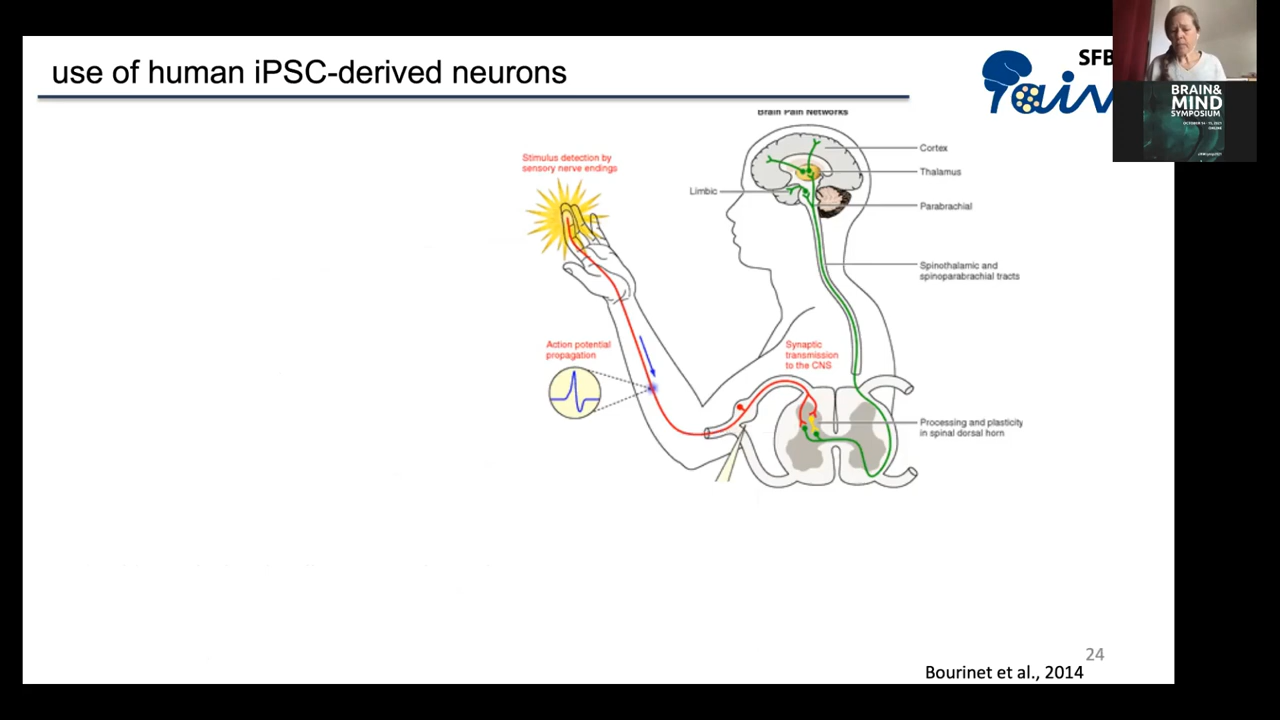 use of human iPSC-derived neurons
SFB
Pain
BRAIN&
MIND
SYMPOSIUM
ONLINE
Brain Pain Networks
Stimulus detection by
sensory nerve endings
Cortex
Thalamus
Limbic
Parabrachial
Spinothalamic and
spinoparabrachial tracts
Action potential
propagation
Synaptic
transmission
to the CNS
Processing and plasticity
in spinal dorsal horn
24
Bourinet et al., 2014